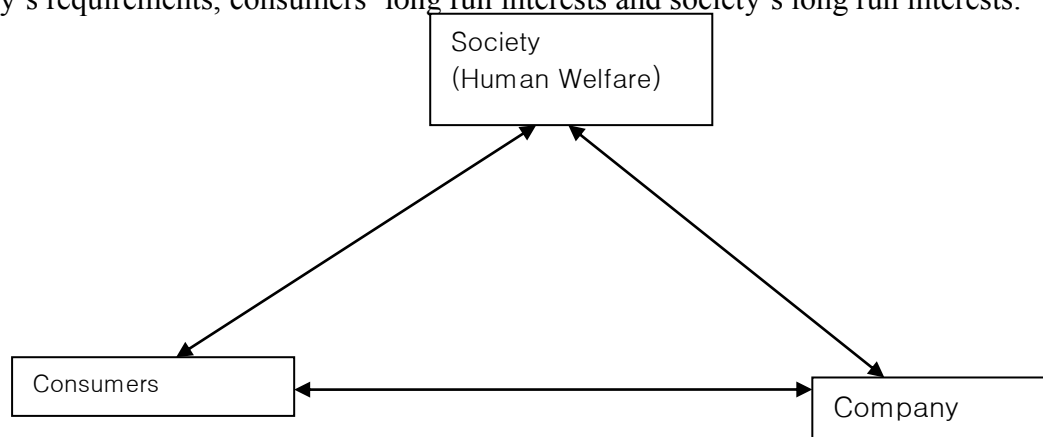 y's requirements, consumers' long run interests and society's long run interests.
Society
(Human Welfare)
Consumers
Company